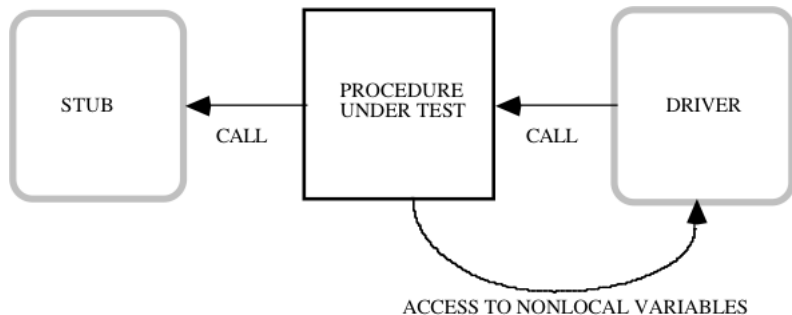 STUB
PROCEDURE
UNDER TEST
DRIVER
CALL
CALL
ACCESS TO NONLOCAL VARIABLES